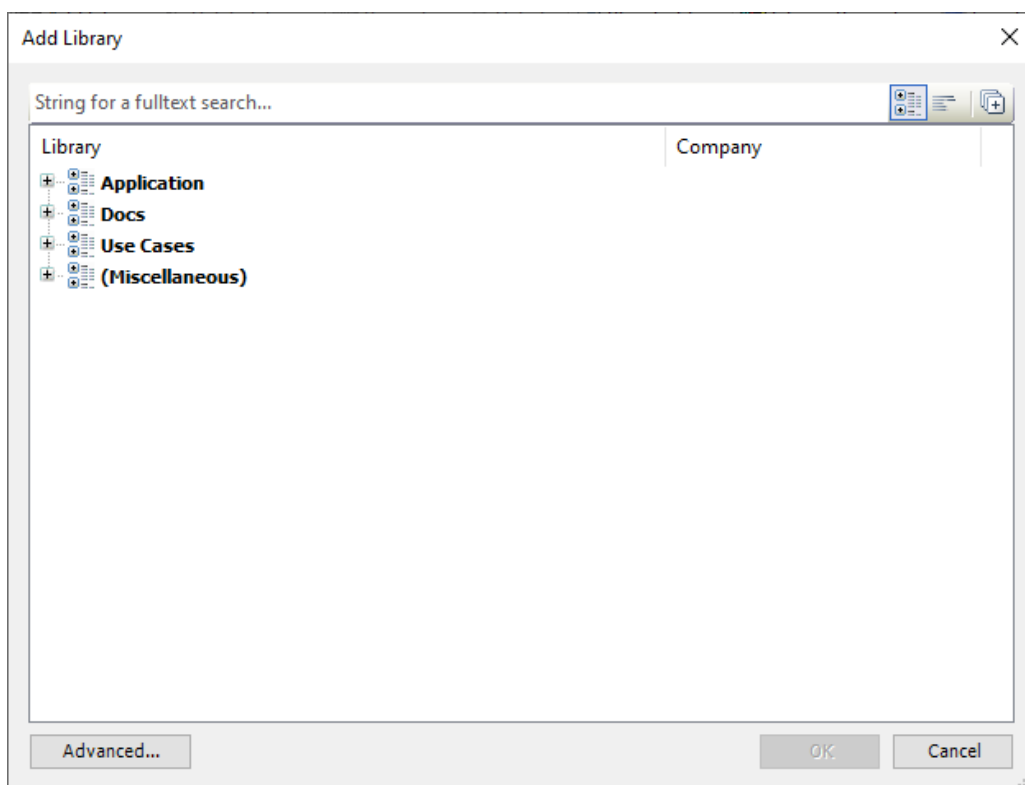 Add Library
String for a fulltext search...
Library Company
Application
Docs
Use Cases
(Miscellaneous)
Advanced... OK Cancel